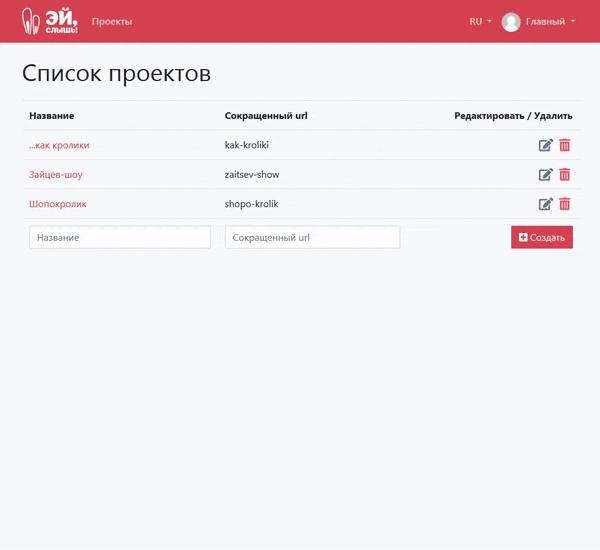 ЭЙ,
СЛЫШЬ!
Проекты
RU
Главный
Список проектов
Название Сокращенный url Редактировать / Удалить
...как кролики kak-kroliki
Зайцев-шоу zaitsev-show
Шопокролик shopo-krolik
Название Сокращенный url Создать